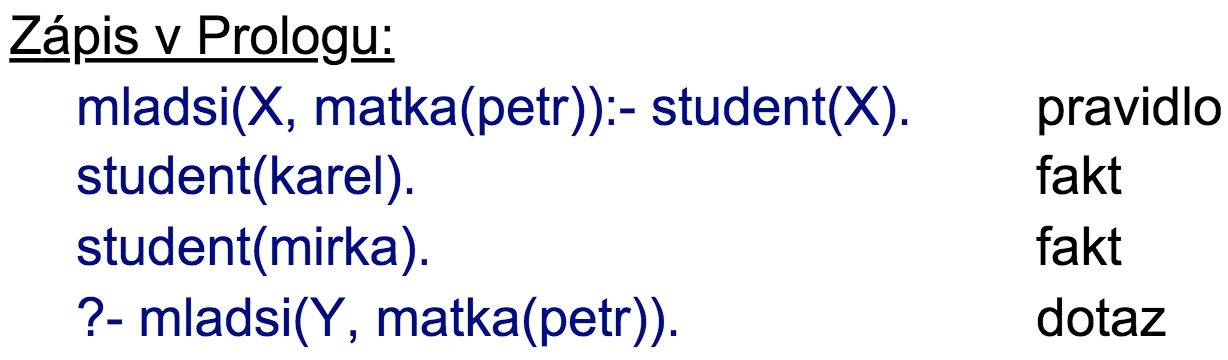 Zápis v Prologu:
mladsi(X, matka(petr)):- student(X). pravidlo
student(karel). fakt
student(mirka). fakt
?- mladsi(Y, matka(petr)). dotaz